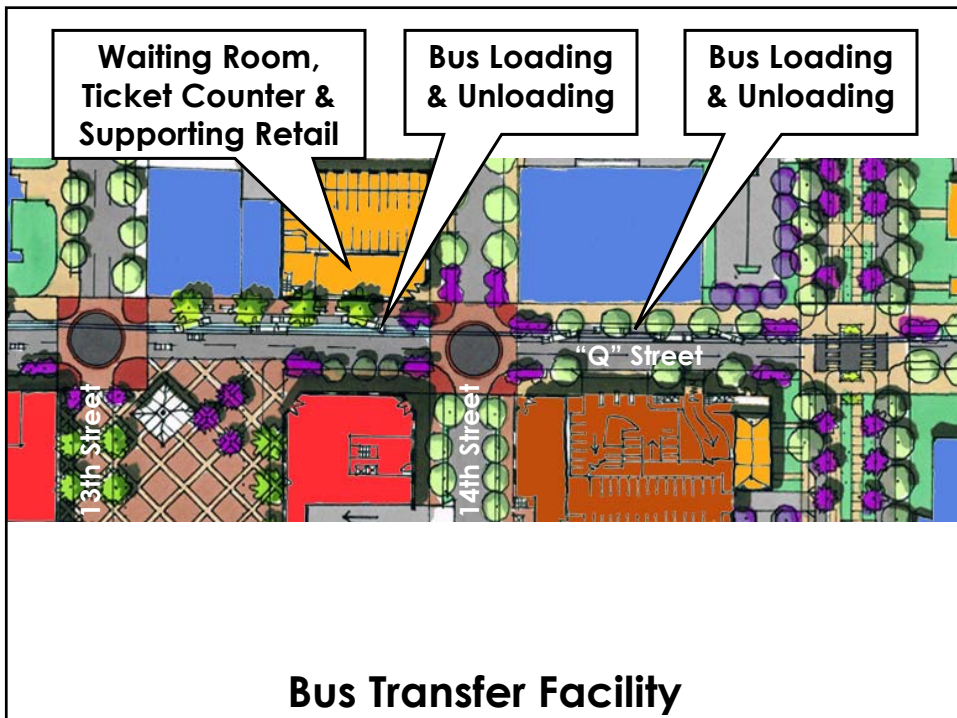 Waiting Room,
Ticket Counter &
Supporting Retail
Bus Loading
& Unloading
Bus Loading
& Unloading
“Q” Street
13th Street
14th Street
Bus Transfer Facility